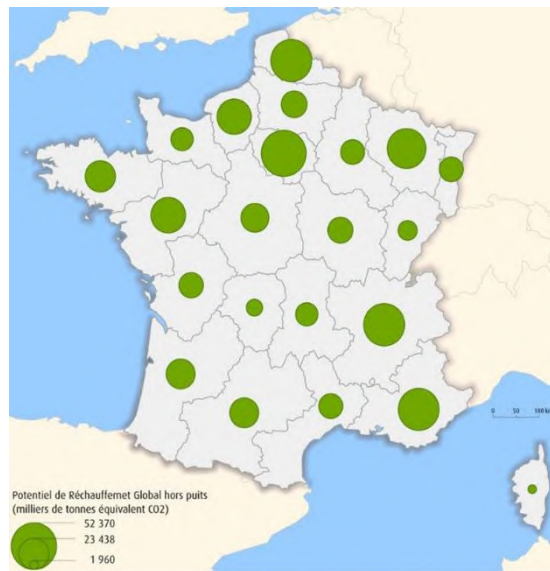 0 50 100 km
Potentiel de Réchauffemet Global hors puits
(milliers de tonnes équivalent CO2)
52 370
23 438
1 960